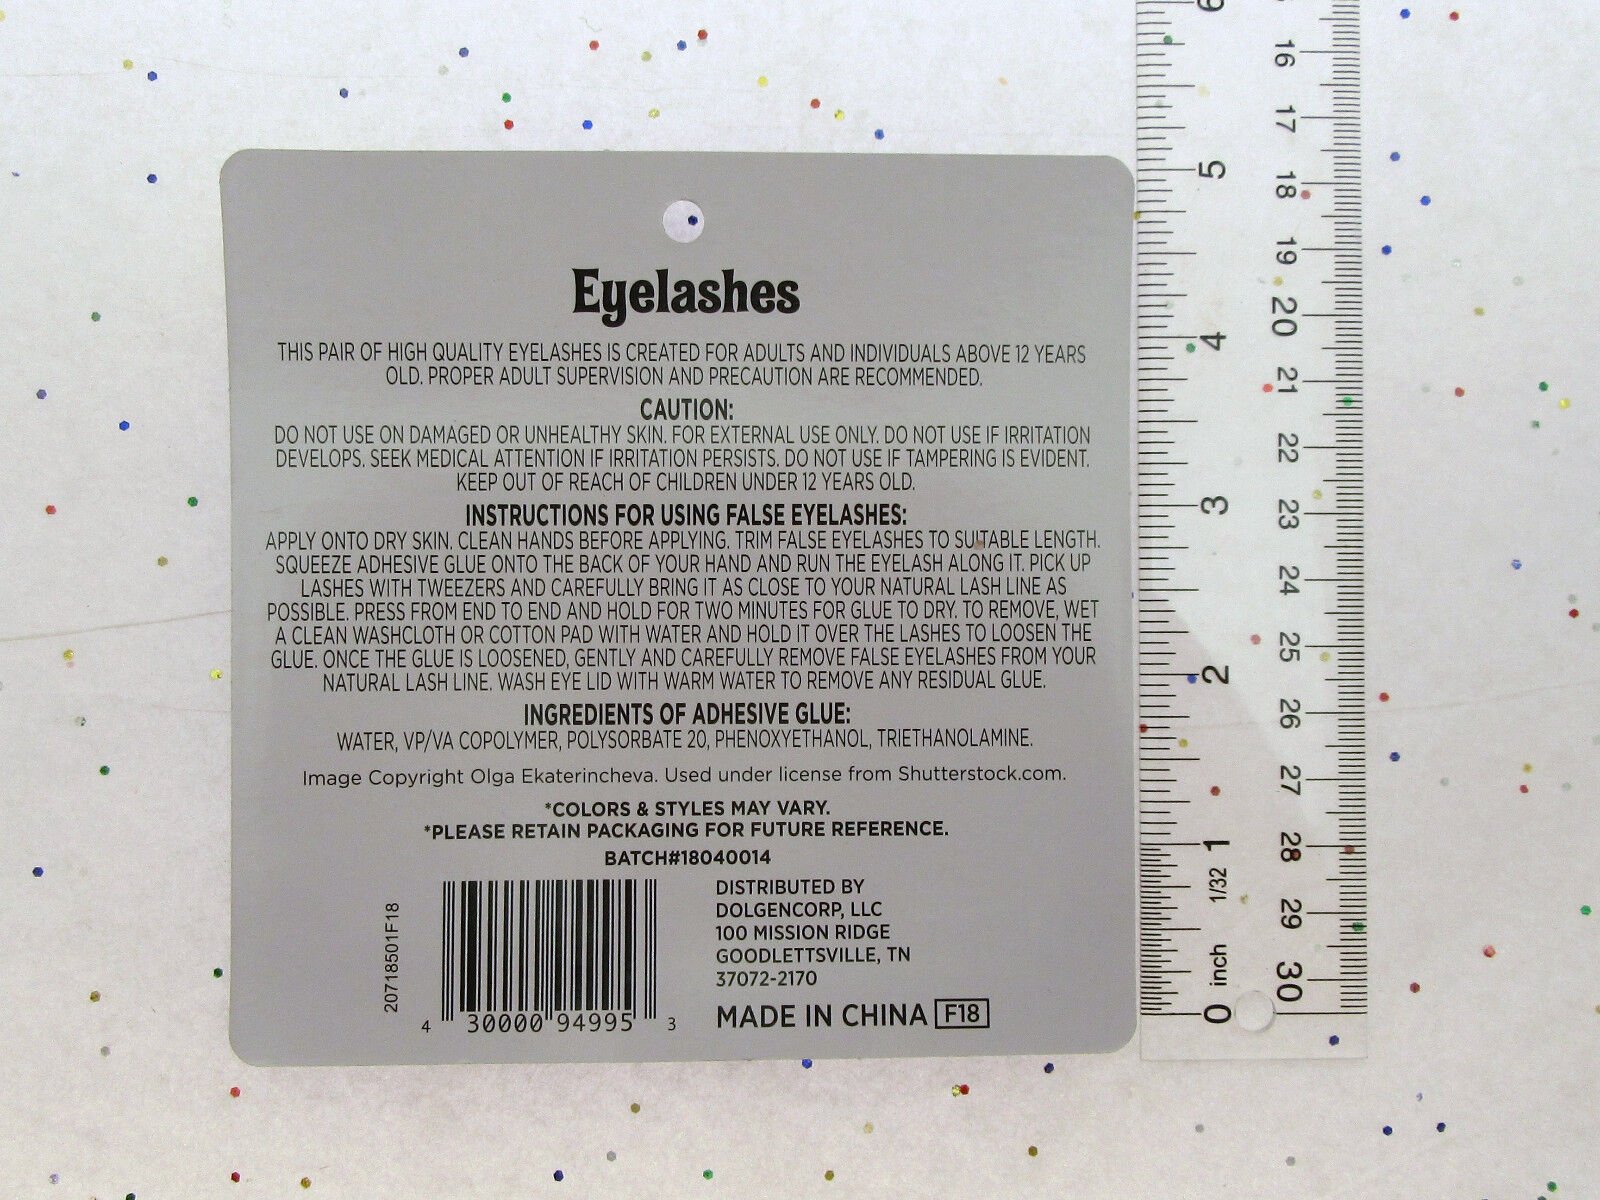 Eyelashes
THIS PAIR OF HIGH QUALITY EYELASHES IS CREATED FOR ADULTS AND INDIVIDUALS ABOVE 12 YEARS
OLD. PROPER ADULT SUPERVISION AND PRECAUTION ARE RECOMMENDED.
CAUTION:
DO NOT USE ON DAMAGED OR UNHEALTHY SKIN. FOR EXTERNAL USE ONLY. DO NOT USE IF IRRITATION
DEVELOPS. SEEK MEDICAL ATTENTION IF IRRITATION PERSISTS. DO NOT USE IF TAMPERING IS EVIDENT.
KEEP OUT OF REACH OF CHILDREN UNDER 12 YEARS OLD.
INSTRUCTIONS FOR USING FALSE EYELASHES:
APPLY ONTO DRY SKIN. CLEAN HANDS BEFORE APPLYING. TRIM FALSE EYELASHES TO SUITABLE LENGTH.
SQUEEZE ADHESIVE GLUE ONTO THE BACK OF YOUR HAND AND RUN THE EYELASH ALONG IT. PICK UP
LASHES WITH TWEEZERS AND CAREFULLY BRING IT AS CLOSE TO YOUR NATURAL LASH LINE AS
POSSIBLE. PRESS FROM END TO END AND HOLD FOR TWO MINUTES FOR GLUE TO DRY. TO REMOVE, WET
A CLEAN WASHCLOTH OR COTTON PAD WITH WATER AND HOLD IT OVER THE LASHES TO LOOSEN THE
GLUE. ONCE THE GLUE IS LOOSENED, GENTLY AND CAREFULLY REMOVE FALSE EYELASHES FROM YOUR
NATURAL LASH LINE. WASH EYE LID WITH WARM WATER TO REMOVE ANY RESIDUAL GLUE.
INGREDIENTS OF ADHESIVE GLUE:
WATER, VP/VA COPOLYMER, POLYSORBATE 20, PHENOXYETHANOL, TRIETHANOLAMINE.
Image Copyright Olga Ekaterincheva. Used under license from Shutterstock.com.
*COLORS & STYLES MAY VARY.
*PLEASE RETAIN PACKAGING FOR FUTURE REFERENCE.
BATCH#18040014
20718501F18
4 30000 94995 3
DISTRIBUTED BY
DOLGENCORP, LLC
100 MISSION RIDGE
GOODLETTSVILLE, TN
37072-2170
MADE IN CHINA F18
6
5
4
3
2
1
1/32
inch
0
16
17
18
19
20
21
22
23
24
25
26
27
28
29
30